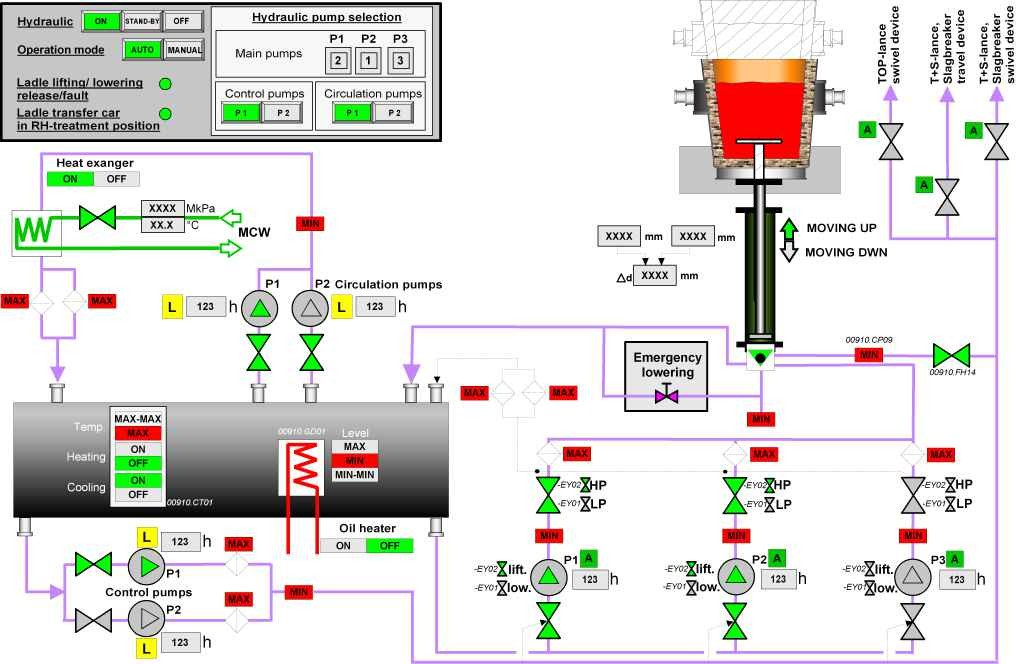 Hydraulic ON STAND-BY OFF
Operation mode AUTO MANUAL
Ladle lifting/ lowering
release/fault
Ladle transfer car
in RH-treatment position
Hydraulic pump selection
P1 P2 P3
Main pumps 2 1 3
Control pumps Circulation pumps
P 1 P 2 P 1 P 2
TOP-lance
swivel device
T+S-lance,
Slagbreaker
travel device
T+S-lance,
Slagbreaker
swivel device
A A
A
Heat exanger
ON OFF
XXXX MkPa
XX.X °C
MCW
MIN
MAX MAX
P1 P2 Circulation pumps
L 123 h L 123 h
MOVING UP
MOVING DWN
XXXX mm XXXX mm
Δd XXXX mm
00910.CP09
MIN
00910.FH14
Emergency
lowering
MIN
MAX MAX
Temp.
MAX-MAX
MAX
Heating
ON
OFF
Cooling
ON
OFF
00910.CT01
00910.GD01
Level
MAX
MIN
MIN-MIN
Oil heater
ON OFF
L 123 h
MAX
P1
Control pumps
MIN
P2
MAX
L 123 h
MAX MAX MAX
-EY02 HP -EY02 HP -EY02 HP
-EY01 LP -EY01 LP -EY01 LP
MIN MIN MIN
P1 A P2 A P3 A
-EY02 lift. -EY02 lift. -EY02 lift.
123 h 123 h 123 h
-EY01 low. -EY01 low. -EY01 low.